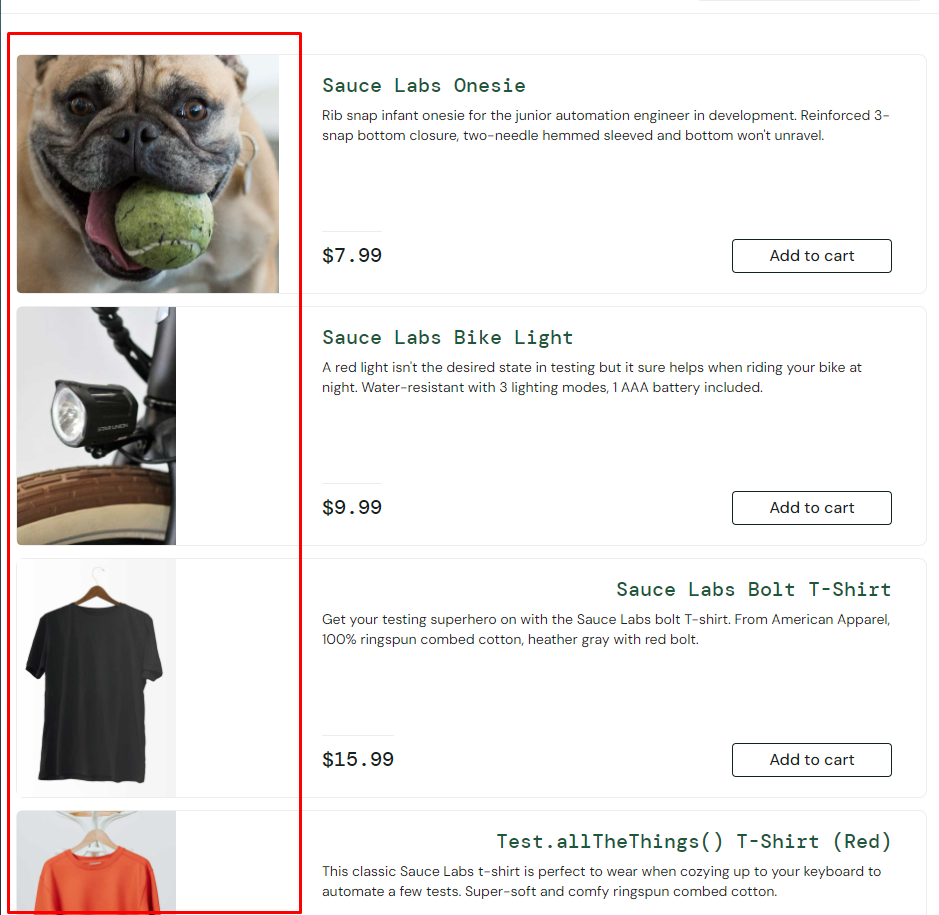 Sauce Labs Onesie
Rib snap infant onesie for the junior automation engineer in development. Reinforced 3-
snap bottom closure, two-needle hemmed sleeved and bottom won't unravel.
$7.99
Add to cart
Sauce Labs Bike Light
A red light isn't the desired state in testing but it sure helps when riding your bike at
night. Water-resistant with 3 lighting modes, 1 AAA battery included.
$9.99
Add to cart
Sauce Labs Bolt T-Shirt
Get your testing superhero on with the Sauce Labs bolt T-shirt. From American Apparel,
100% ringspun combed cotton, heather gray with red bolt.
$15.99
Add to cart
Test.allTheThings() T-Shirt (Red)
This classic Sauce Labs t-shirt is perfect to wear when cozying up to your keyboard to
automate a few tests. Super-soft and comfy ringspun combed cotton.